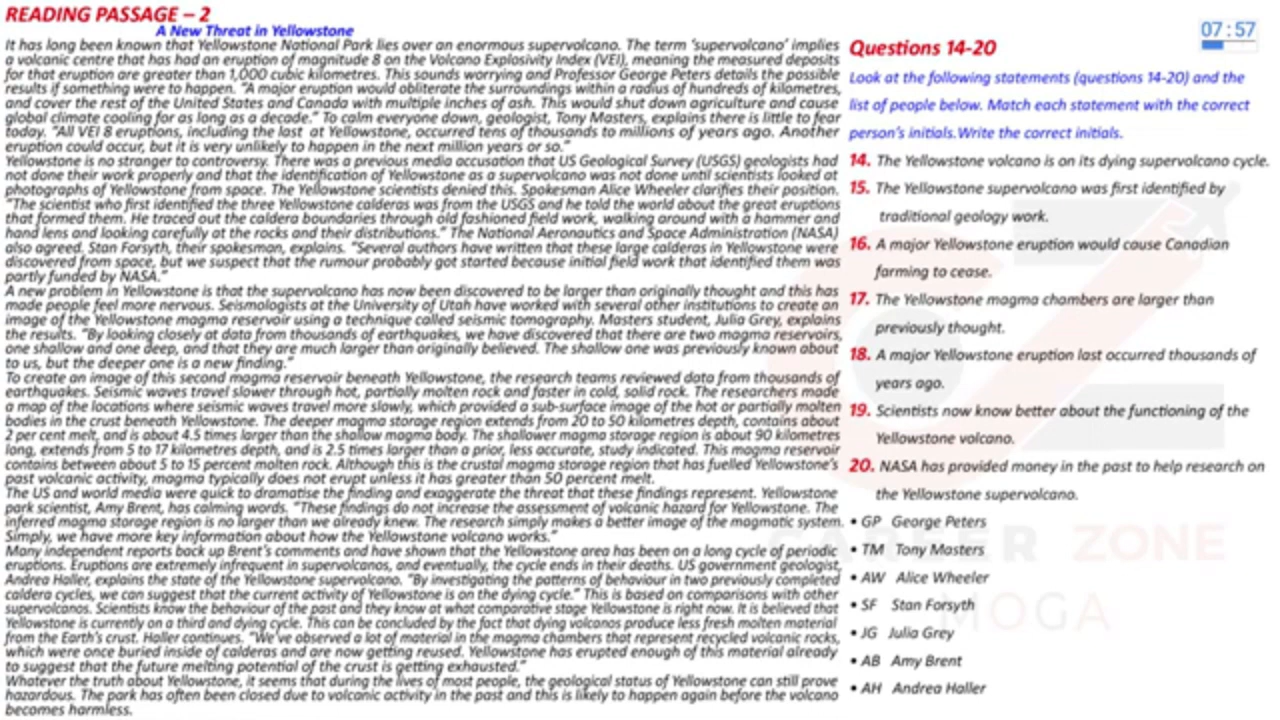 READING PASSAGE – 2
A New Threat in Yellowstone
It has long been known that Yellowstone National Park lies over an enormous supervolcano. The term 'supervolcano' implies
a volcanic centre that has had an eruption of magnitude 8 on the Volcano Explosivity Index (VEI), meaning the measured deposits
for that eruption are greater than 1,000 cubic kilometres. This sounds worrying and Professor George Peters details the possible
results if something were to happen. "A major eruption would obliterate the surroundings within a radius of hundreds of kilometres,
and cover the rest of the United States and Canada with multiple inches of ash. This would shut down agriculture and cause
global climate cooling for as long as a decade." To calm everyone down, geologist, Tony Masters, explains there is little to fear
today. "All VEI 8 eruptions, including the last at Yellowstone, occurred tens of thousands to millions of years ago. Another
eruption could occur, but it is very unlikely to happen in the next million years or so."
Yellowstone is no stranger to controversy. There was a previous media accusation that US Geological Survey (USGS) geologists had
not done their work properly and that the identification of Yellowstone as a supervolcano was not done until scientists looked at
photographs of Yellowstone from space. The Yellowstone scientists denied this. Spokesman Alice Wheeler clarifies their position.
"The scientist who first identified the three Yellowstone calderas was from the USGS and he told the world about the great eruptions
that formed them. He traced out the caldera boundaries through old fashioned field work, walking around with a hammer and
hand lens and looking carefully at the rocks and their distributions." The National Aeronautics and Space Administration (NASA)
also agreed. Stan Forsyth, their spokesman, explains. "Several authors have written that these large calderas in Yellowstone were
discovered from space, but we suspect that the rumour probably got started because initial field work that identified them was
partly funded by NASA."
A new problem in Yellowstone is that the supervolcano has now been discovered to be larger than originally thought and this has
made people feel more nervous. Seismologists at the University of Utah have worked with several other institutions to create an
image of the Yellowstone magma reservoir using a technique called seismic tomography. Masters student, Julia Grey, explains
the results. "By looking closely at data from thousands of earthquakes, we have discovered that there are two magma reservoirs,
one shallow and one deep, and that they are much larger than originally believed. The shallow one was previously known about
to us, but the deeper one is a new finding."
To create an image of this second magma reservoir beneath Yellowstone, the research teams reviewed data from thousands of
earthquakes. Seismic waves travel slower through hot, partially molten rock and faster in cold, solid rock. The researchers made
a map of the locations where seismic waves travel more slowly, which provided a sub-surface image of the hot or partially molten
bodies in the crust beneath Yellowstone. The deeper magma storage region extends from 20 to 50 kilometres depth, contains about
2 per cent melt, and is about 4.5 times larger than the shallow magma body. The shallower magma storage region is about 90 kilometres
long, extends from 5 to 17 kilometres depth, and is 2.5 times larger than a prior, less accurate, study indicated. This magma reservoir
contains between about 5 to 15 percent molten rock. Although this is the crustal magma storage region that has fuelled Yellowstone's
past volcanic activity, magma typically does not erupt unless it has greater than 50 percent melt.
The US and world media were quick to dramatise the finding and exaggerate the threat that these findings represent. Yellowstone
park scientist, Amy Brent, has calming words. "These findings do not increase the assessment of volcanic hazard for Yellowstone. The
inferred magma storage region is no larger than we already knew. The research simply makes a better image of the magmatic system.
Simply, we have more key information about how the Yellowstone volcano works."
Many independent reports back up Brent's comments and have shown that the Yellowstone area has been on a long cycle of periodic
eruptions. Eruptions are extremely infrequent in supervolcanos, and eventually, the cycle ends in their deaths. US government geologist,
Andrea Haller, explains the state of the Yellowstone supervolcano. "By investigating the patterns of behaviour in two previously completed
caldera cycles, we can suggest that the current activity of Yellowstone is on the dying cycle." This is based on comparisons with other
supervolcanos. Scientists know the behaviour of the past and they know at what comparative stage Yellowstone is right now. It is believed that
Yellowstone is currently on a third and dying cycle. This can be concluded by the fact that dying volcanos produce less fresh molten material
from the Earth's crust. Haller continues. "We've observed a lot of material in the magma chambers that represent recycled volcanic rocks,
which were once buried inside of calderas and are now getting reused. Yellowstone has erupted enough of this material already
to suggest that the future melting potential of the crust is getting exhausted."
Whatever the truth about Yellowstone, it seems that during the lives of most people, the geological status of Yellowstone can still prove
hazardous. The park has often been closed due to volcanic activity in the past and this is likely to happen again before the volcano
becomes harmless.
07:57
Questions 14-20
Look at the following statements (questions 14-20) and the
list of people below. Match each statement with the correct
person's initials.Write the correct initials.
14. The Yellowstone volcano is on its dying supervolcano cycle.
15. The Yellowstone supervolcano was first identified by
traditional geology work.
16. A major Yellowstone eruption would cause Canadian
farming to cease.
17. The Yellowstone magma chambers are larger than
previously thought.
18. A major Yellowstone eruption last occurred thousands of
years ago.
19. Scientists now know better about the functioning of the
Yellowstone volcano.
20. NASA has provided money in the past to help research on
the Yellowstone supervolcano.
• GP George Peters
• TM Tony Masters
• AW Alice Wheeler
• SF Stan Forsyth
• JG Julia Grey
• AB Amy Brent
• AH Andrea Haller
CAREER ZONE
MOGA